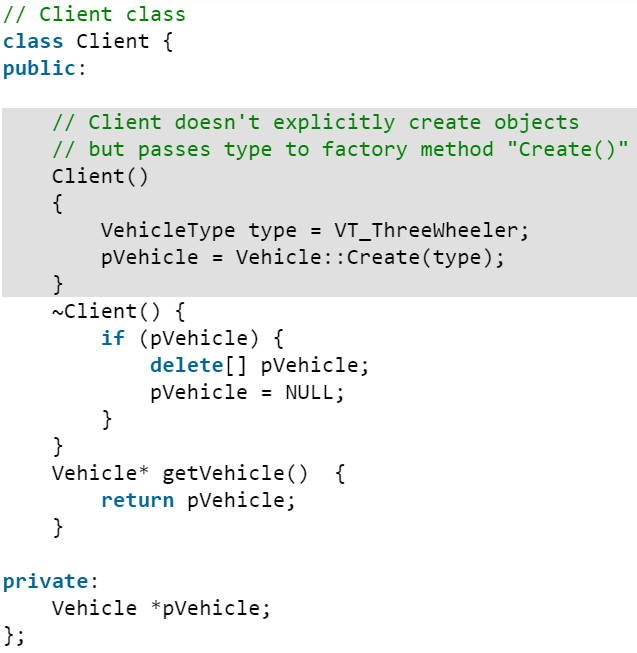 // Client class
class Client {
public:
    // Client doesn't explicitly create objects
    // but passes type to factory method "Create()"
    Client()
    {
        VehicleType type = VT_ThreeWheeler;
        pVehicle = Vehicle::Create(type);
    }
    ~Client() {
        if (pVehicle) {
            delete[] pVehicle;
            pVehicle = NULL;
        }
    }
    Vehicle* getVehicle()  {
        return pVehicle;
    }
private:
    Vehicle *pVehicle;
};